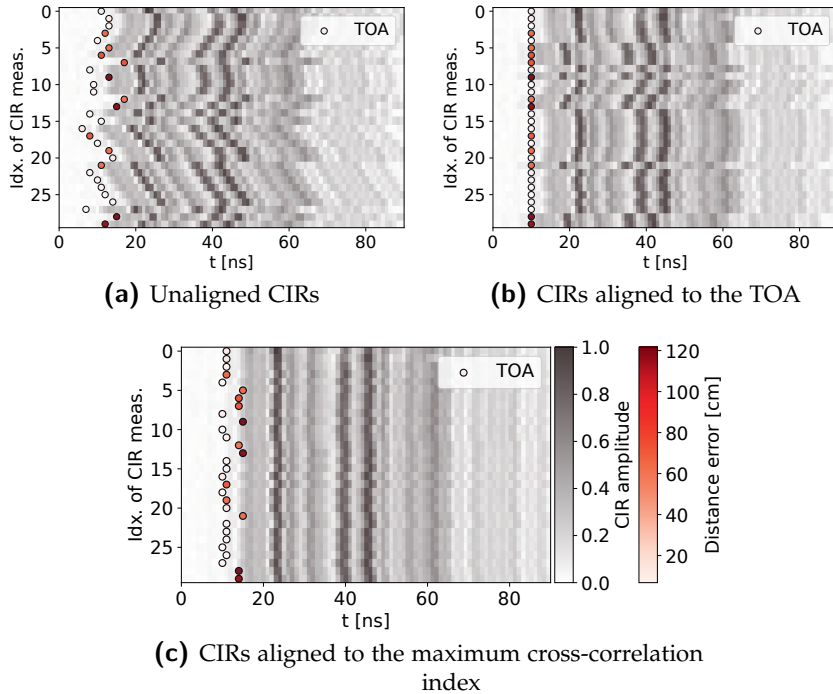 0
5
10
15
20
25
Idx. of CIR meas.
TOA
0 20 40 60 80
t [ns]
(a) Unaligned CIRs
0
5
10
15
20
25
Idx. of CIR meas.
TOA
0 20 40 60 80
t [ns]
(b) CIRs aligned to the TOA
0
5
10
15
20
25
Idx. of CIR meas.
TOA
0 20 40 60 80
t [ns]
1.0
0.8
0.6
0.4
0.2
0.0
CIR amplitude
120
100
80
60
40
20
Distance error [cm]
(c) CIRs aligned to the maximum cross-correlation
index